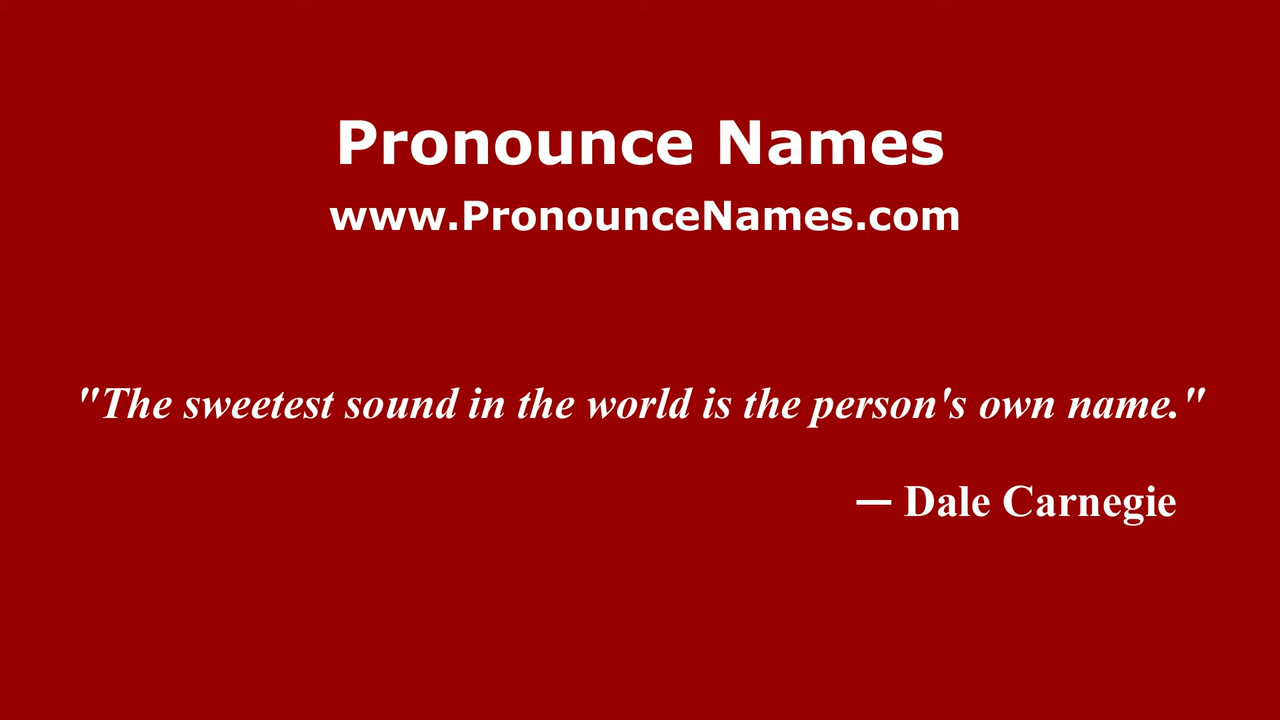 Pronounce Names
www.PronounceNames.com
"The sweetest sound in the world is the person's own name."
— Dale Carnegie